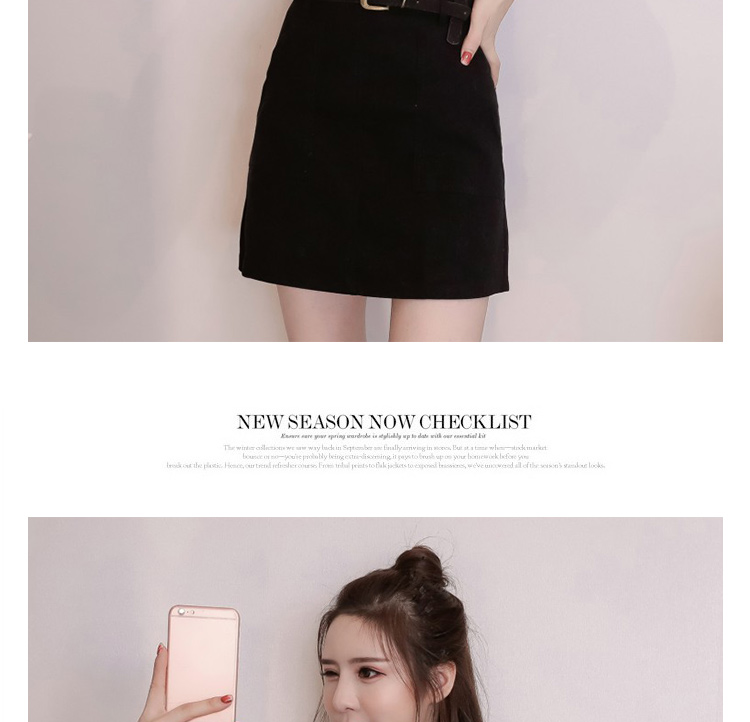 NEW SEASON NOW CHECKLIST
Ensure sure your spring wardrobe is stylishly up to date with our essential kit
The winter collections we saw way back in September are finally arriving in stores. But at a time when—stock market
bounce or no—you're probably being extra-discerning, it pays to brush up on your homework before you
break out the plastic. Hence, our trend refresher course. From tribal prints to flak jackets to exposed brassieres, we've uncovered all of the season's standout looks.